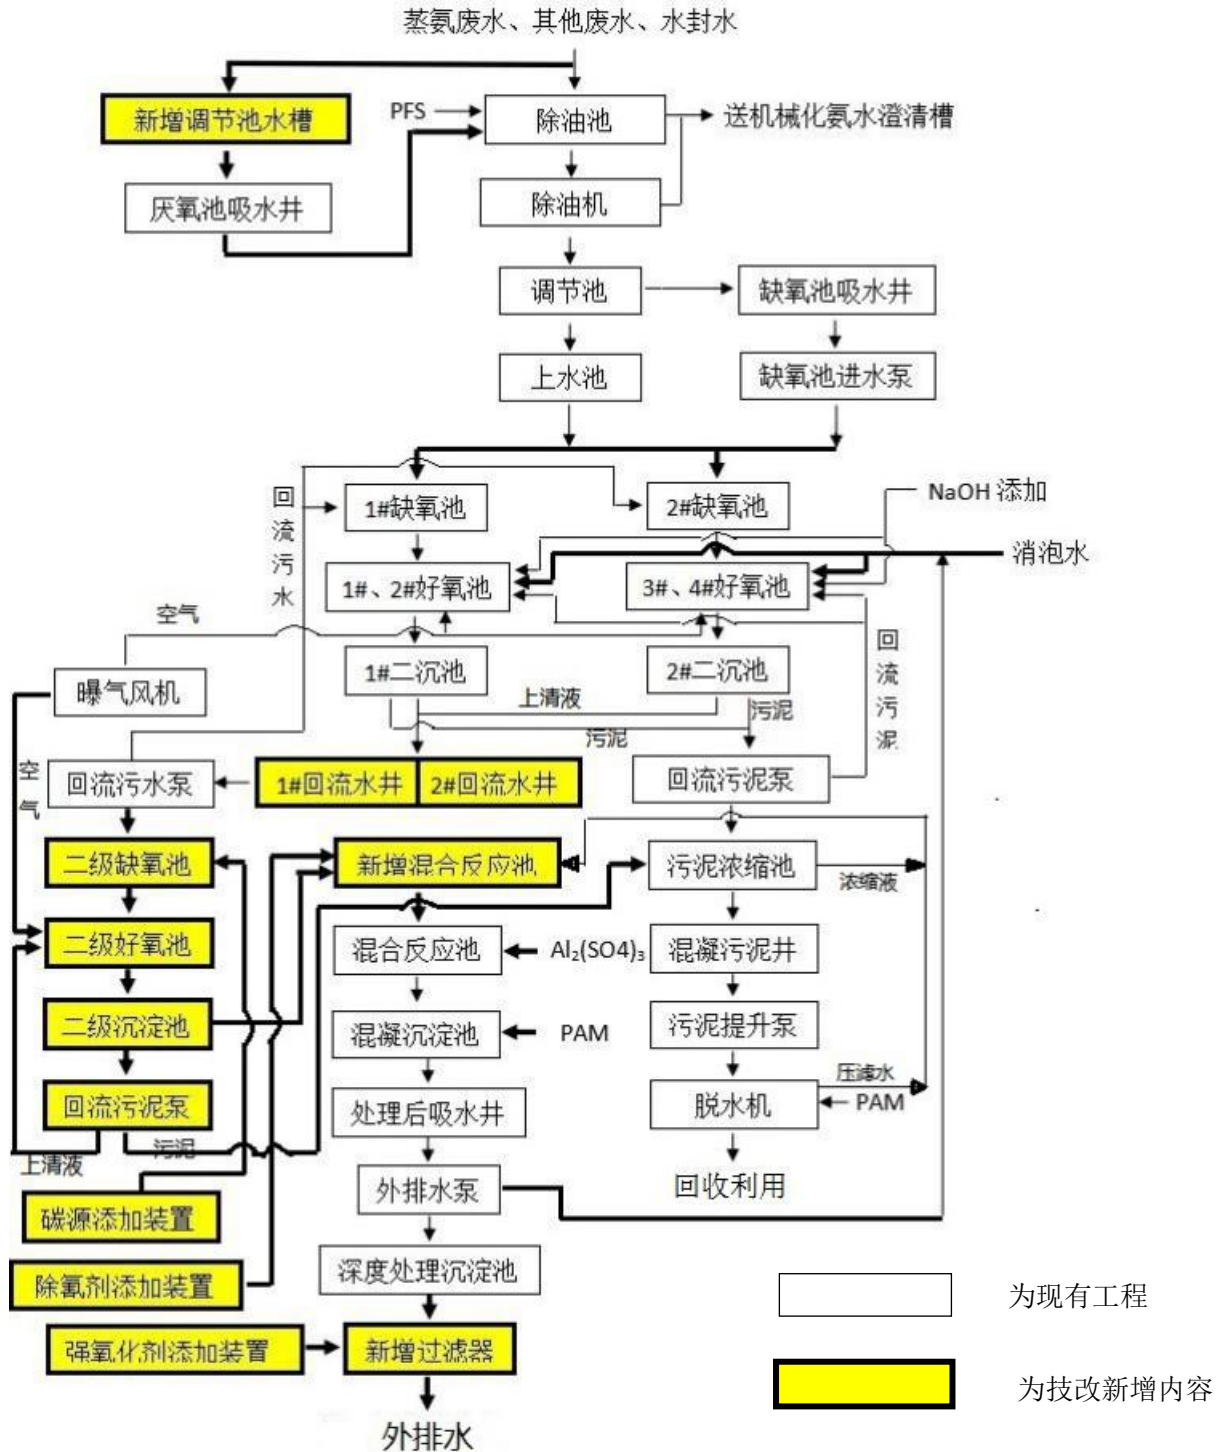 蒸氨废水、其他废水、水封水
新增调节池水槽
PFS
除油池
送机械化氨水澄清槽
厌氧池吸水井
除油机
调节池
缺氧池吸水井
上水池
缺氧池进水泵
回流污水
1#缺氧池
2#缺氧池
NaOH 添加
消泡水
1#、2#好氧池
3#、4#好氧池
空气
回流污泥
曝气风机
1#二沉池
2#二沉池
上清液
污泥
污泥
空气
回流污水泵
1#回流水井
2#回流水井
回流污泥泵
二级缺氧池
新增混合反应池
污泥浓缩池
浓缩液
二级好氧池
混合反应池
Al₂(SO4)₃
混凝污泥井
二级沉淀池
混凝沉淀池
PAM
污泥提升泵
回流污泥泵
处理后吸水井
脱水机
压滤水
PAM
上清液
污泥
外排水泵
回收利用
碳源添加装置
深度处理沉淀池
除氰剂添加装置
为现有工程
强氧化剂添加装置
新增过滤器
为技改新增内容
外排水